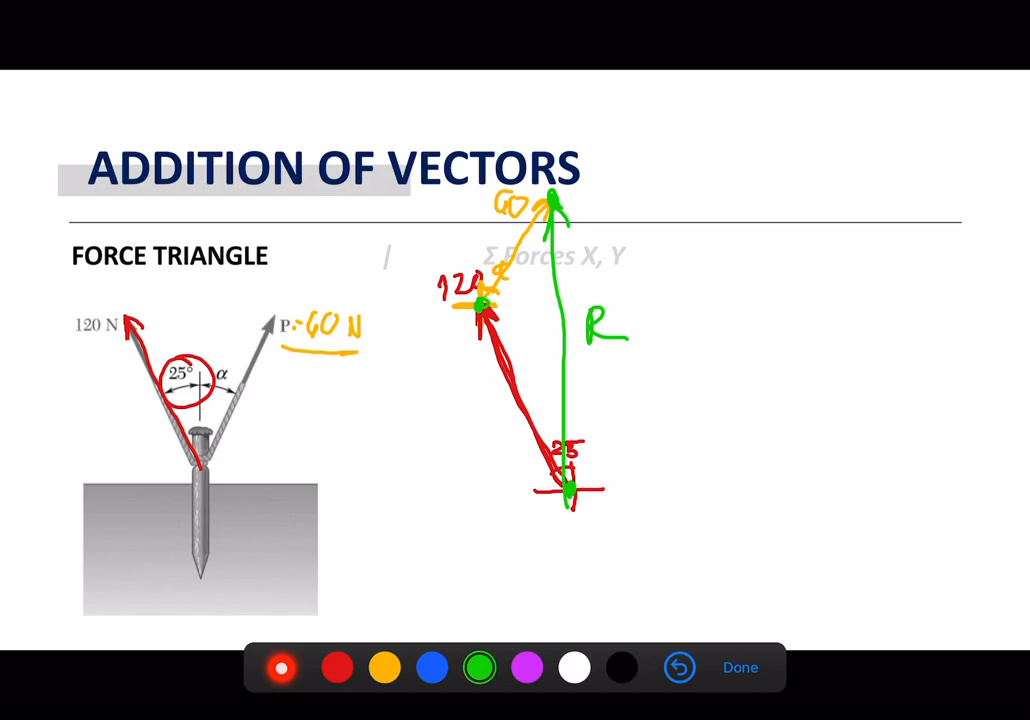 ADDITION OF VECTORS
60
FORCE TRIANGLE | Σ Forces X, Y
α
120
120 N
P=60 N
R
25° α
25
Done